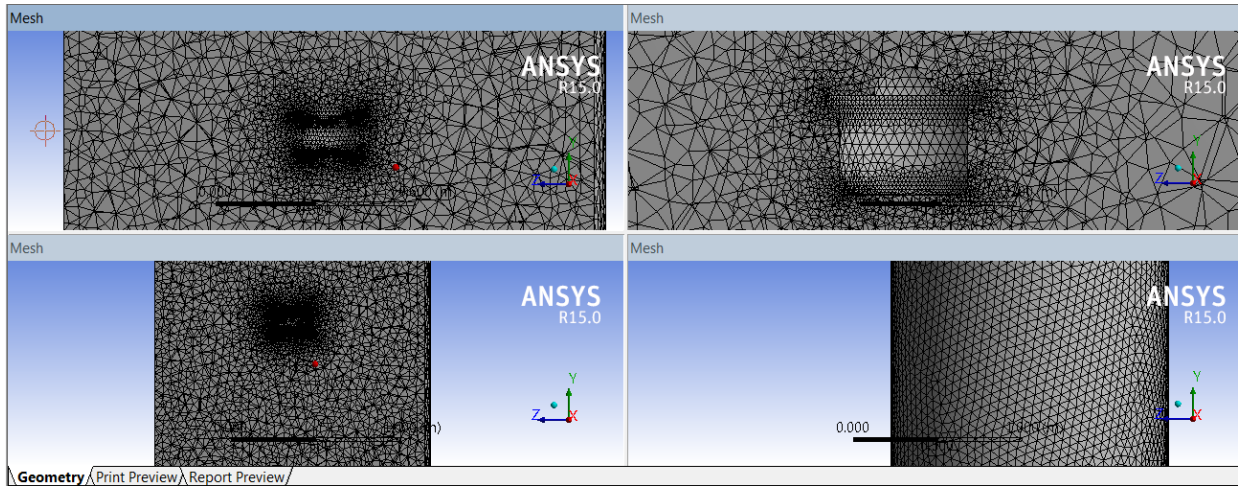 Mesh
ANSYS
R15.0
Y
Z
X
Mesh
ANSYS
R15.0
Y
Z
X
Mesh
ANSYS
R15.0
Y
Z
X
Mesh
ANSYS
R15.0
0.000
Y
Z
X
Geometry Print Preview Report Preview